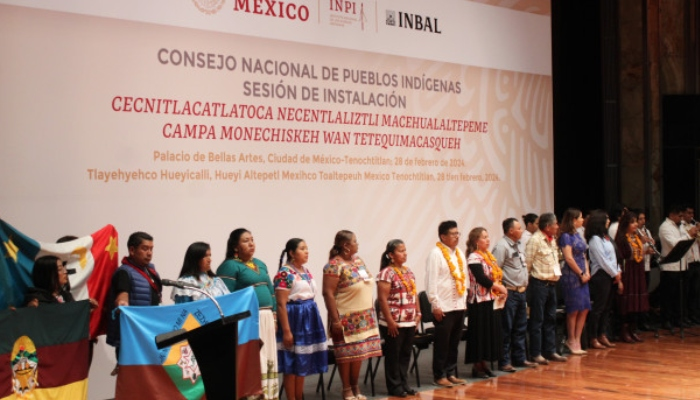 MÉXICO
INPI
INBAL
CONSEJO NACIONAL DE PUEBLOS INDÍGENAS
SESIÓN DE INSTALACIÓN
CECNITLACATLATOCA NECENTLALIZTLI MACEHUALALTEPEME
CAMPA MONECHISKEH WAN TETEQUIMACASQUEH
Palacio de Bellas Artes, Ciudad de México-Tenochtitlan; 28 de febrero de 2024.
Tlayehyehco Hueyicalli, Hueyi Altepetl Mexihco Toaltepeuh Mexico Tenochtitlan, 28 tlen febrero, 2024.